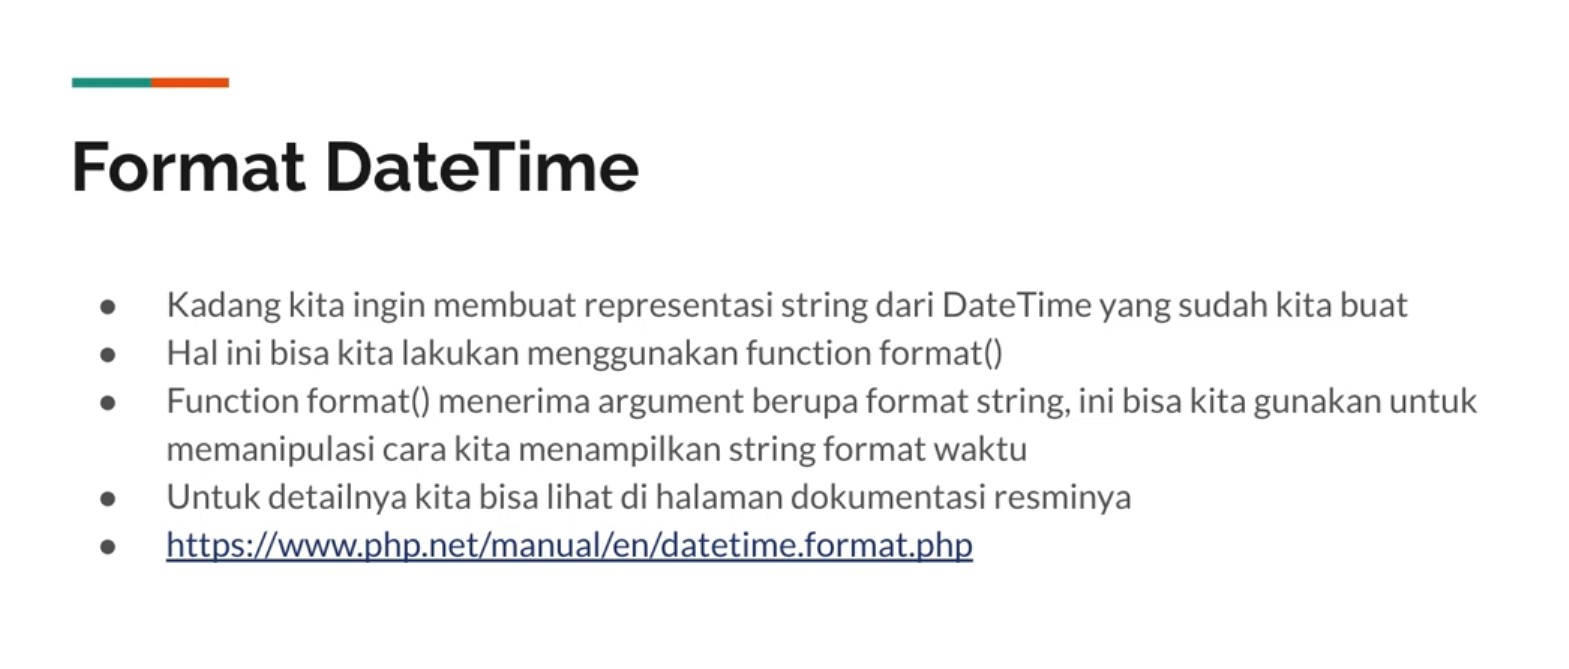 Format DateTime
● Kadang kita ingin membuat representasi string dari DateTime yang sudah kita buat
● Hal ini bisa kita lakukan menggunakan function format()
● Function format() menerima argument berupa format string, ini bisa kita gunakan untuk
memanipulasi cara kita menampilkan string format waktu
● Untuk detailnya kita bisa lihat di halaman dokumentasi resminya
● https://www.php.net/manual/en/datetime.format.php